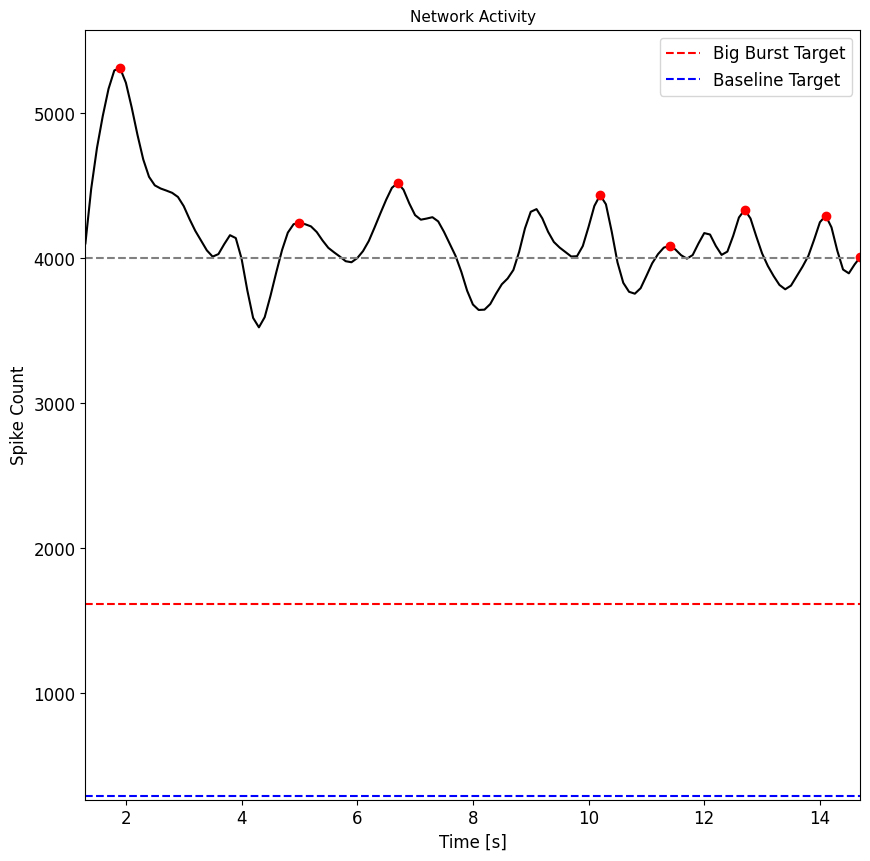 Network Activity
Big Burst Target
Baseline Target
5000
4000
3000
2000
1000
Spike Count
2 4 6 8 10 12 14
Time [s]